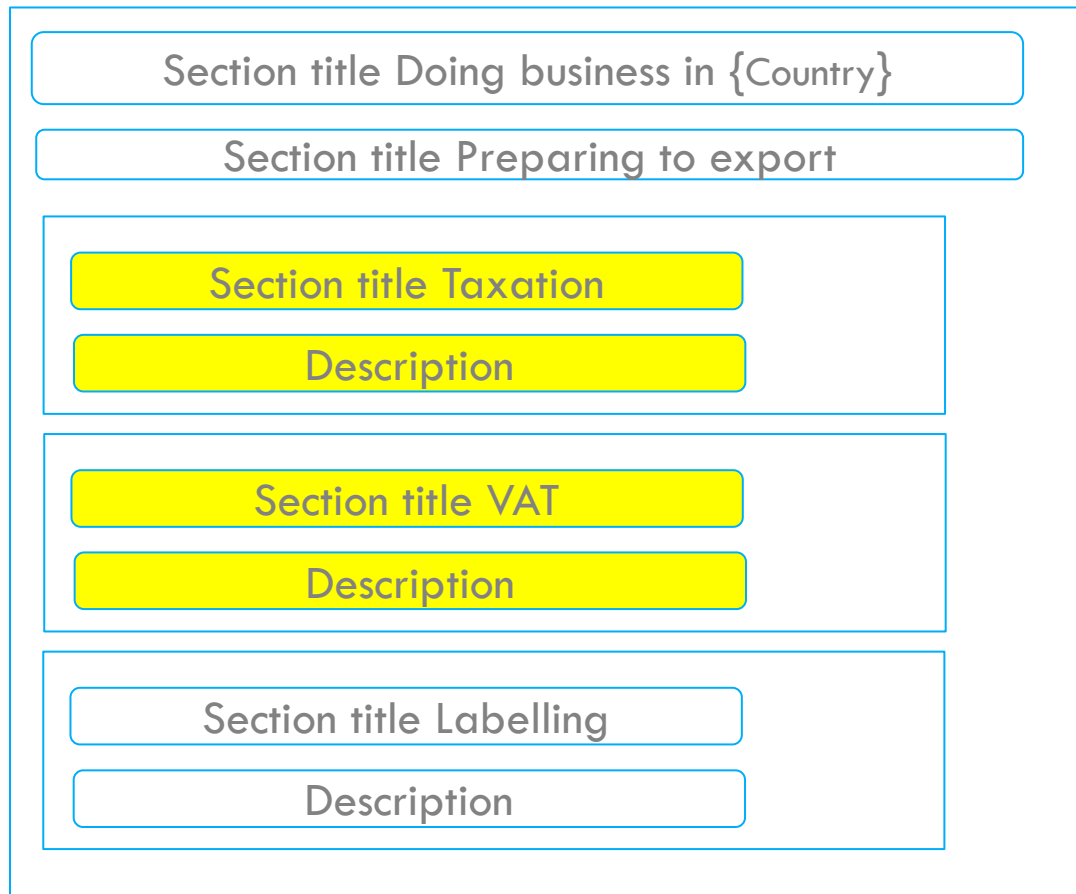 Section title Doing business in {Country}
Section title Preparing to export
Section title Taxation
Description
Section title VAT
Description
Section title Labelling
Description